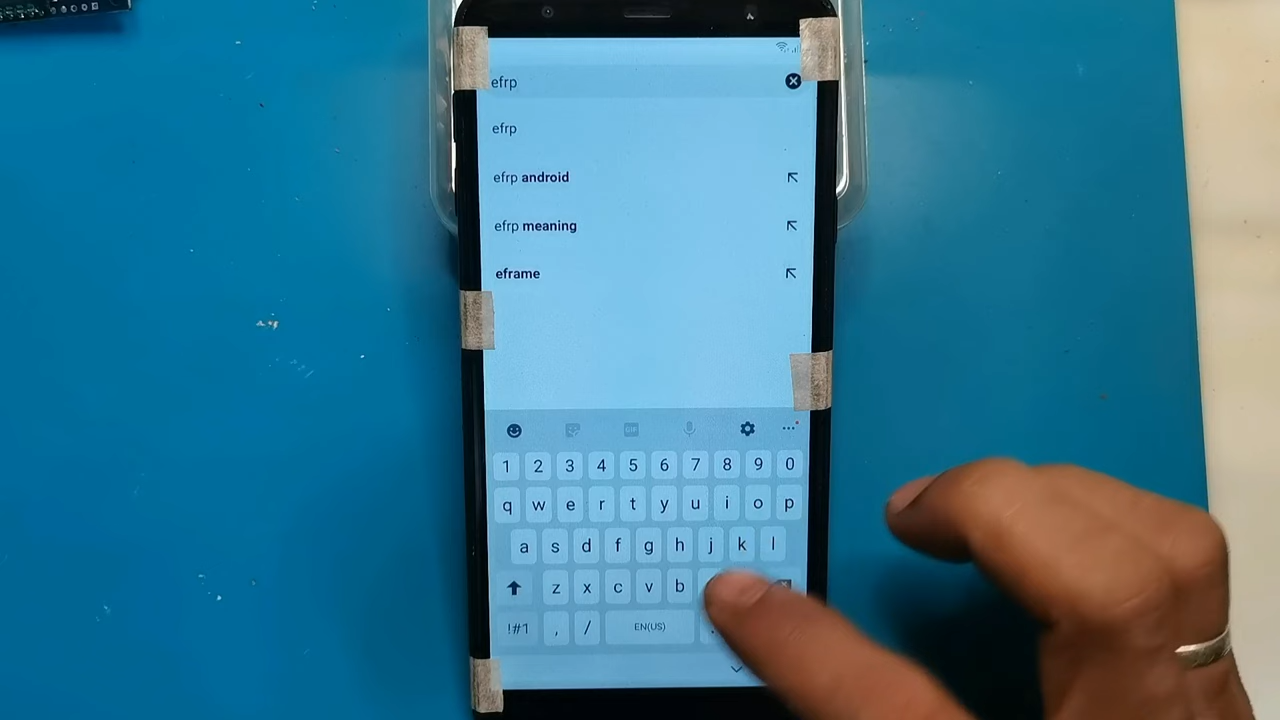 efrp
efrp
efrp android
efrp meaning
eframe
GIF
1 2 3 4 5 6 7 8 9 0
q w e r t y u i o p
a s d f g h j k l
z x c v b
!#1 , / EN(US) .